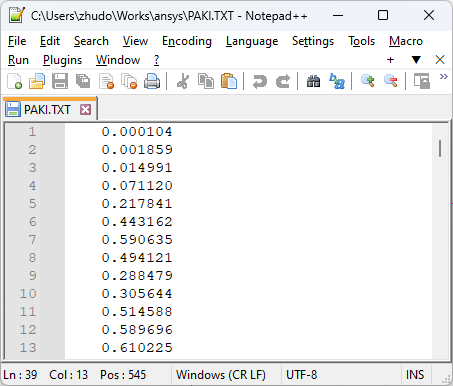 C:\Users\zhudo\Works\ansys\PAKI.TXT - Notepad++
File Edit Search View Encoding Language Settings Tools Macro
Run Plugins Window ? + ▼ X
PAKI.TXT
1 0.000104
2 0.001859
3 0.014991
4 0.071120
5 0.217841
6 0.443162
7 0.590635
8 0.494121
9 0.288479
10 0.305644
11 0.514588
12 0.589696
13 0.610225
Ln : 39 Col : 13 Pos : 545 Windows (CR LF) UTF-8 INS